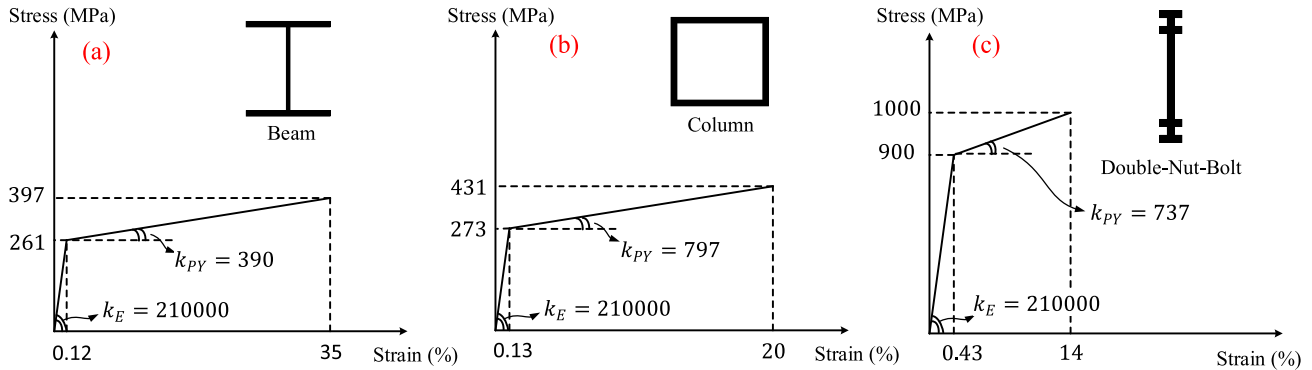 Stress (MPa)
(a)
Beam
397
261
k_PY = 390
k_E = 210000
0.12
35
Strain (%)
Stress (MPa)
(b)
Column
431
273
k_PY = 797
k_E = 210000
0.13
20
Strain (%)
Stress (MPa)
(c)
Double-Nut-Bolt
1000
900
k_PY = 737
k_E = 210000
0.43
14
Strain (%)